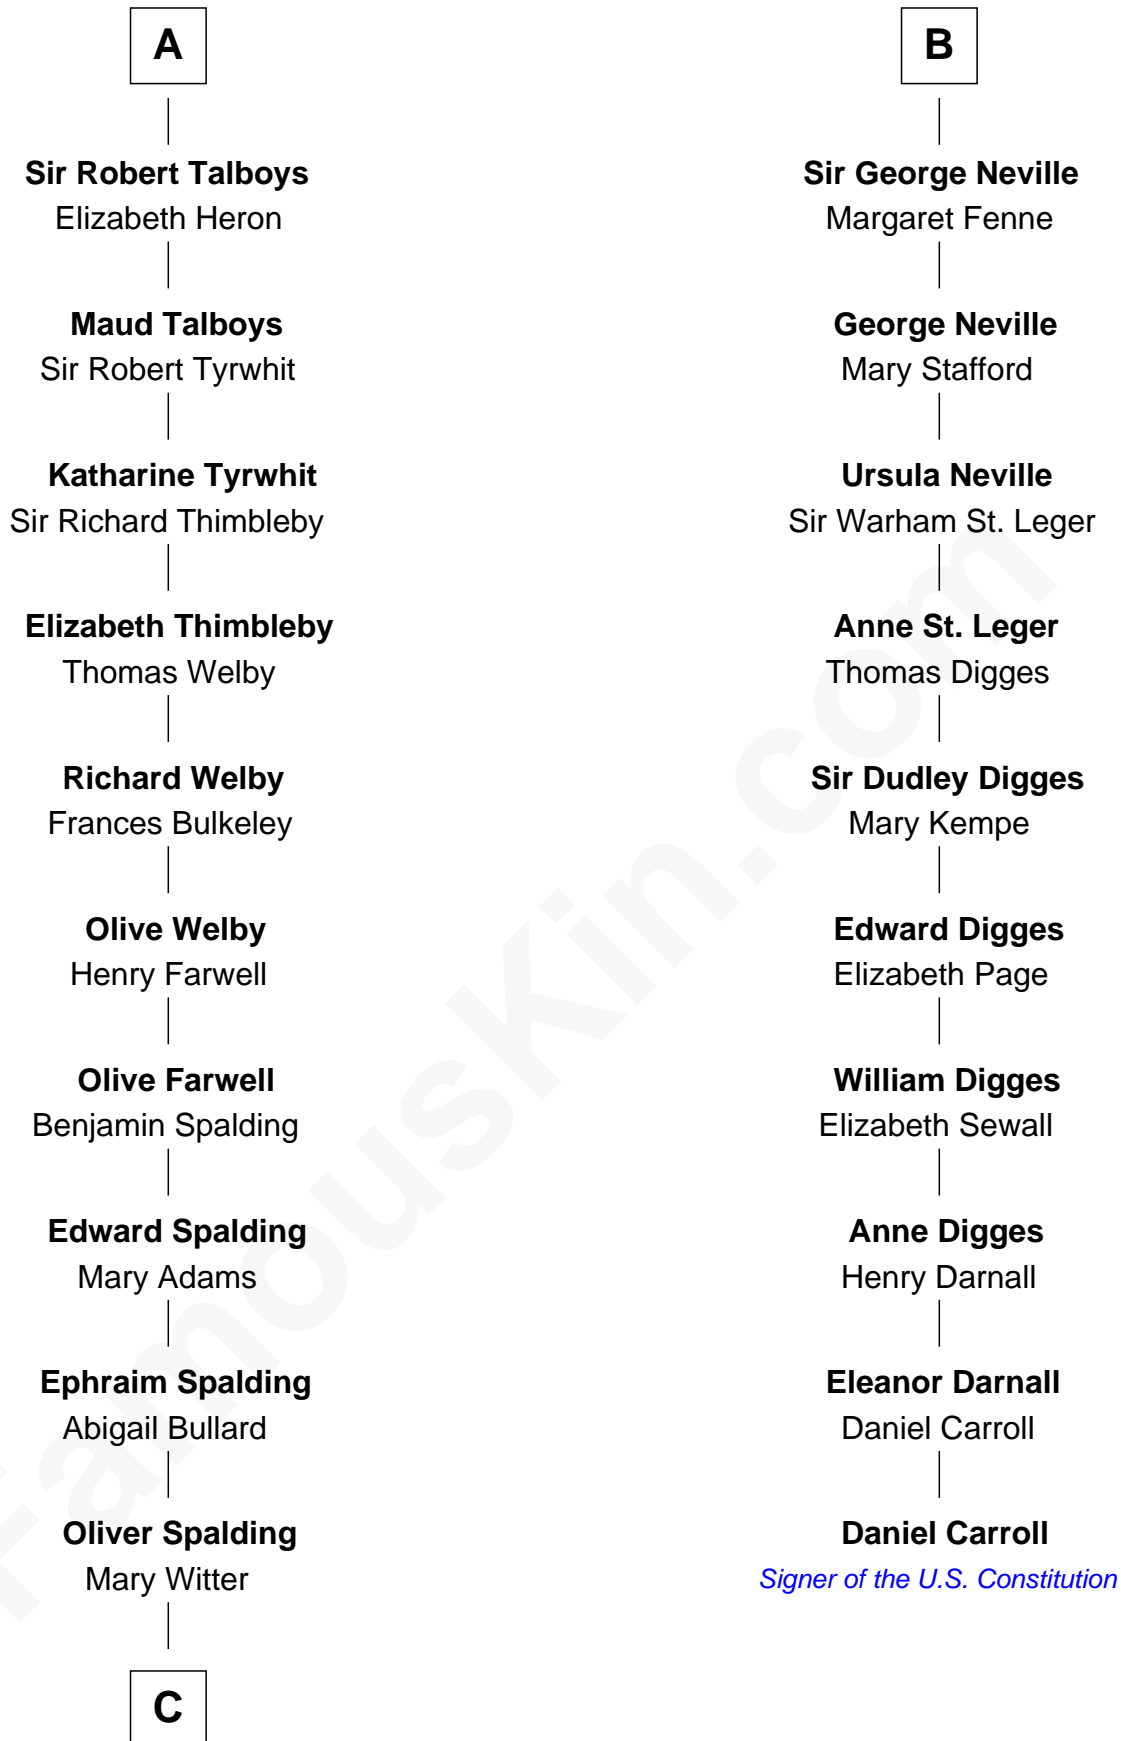 A
Sir Robert Talboys
Elizabeth Heron
Maud Talboys
Sir Robert Tyrwhit
Katharine Tyrwhit
Sir Richard Thimbleby
Elizabeth Thimbleby
Thomas Welby
Richard Welby
Frances Bulkeley
Olive Welby
Henry Farwell
Olive Farwell
Benjamin Spalding
Edward Spalding
Mary Adams
Ephraim Spalding
Abigail Bullard
Oliver Spalding
Mary Witter
C
B
Sir George Neville
Margaret Fenne
George Neville
Mary Stafford
Ursula Neville
Sir Warham St. Leger
Anne St. Leger
Thomas Digges
Sir Dudley Digges
Mary Kempe
Edward Digges
Elizabeth Page
William Digges
Elizabeth Sewall
Anne Digges
Henry Darnall
Eleanor Darnall
Daniel Carroll
Daniel Carroll
Signer of the U.S. Constitution
FamousKin.com